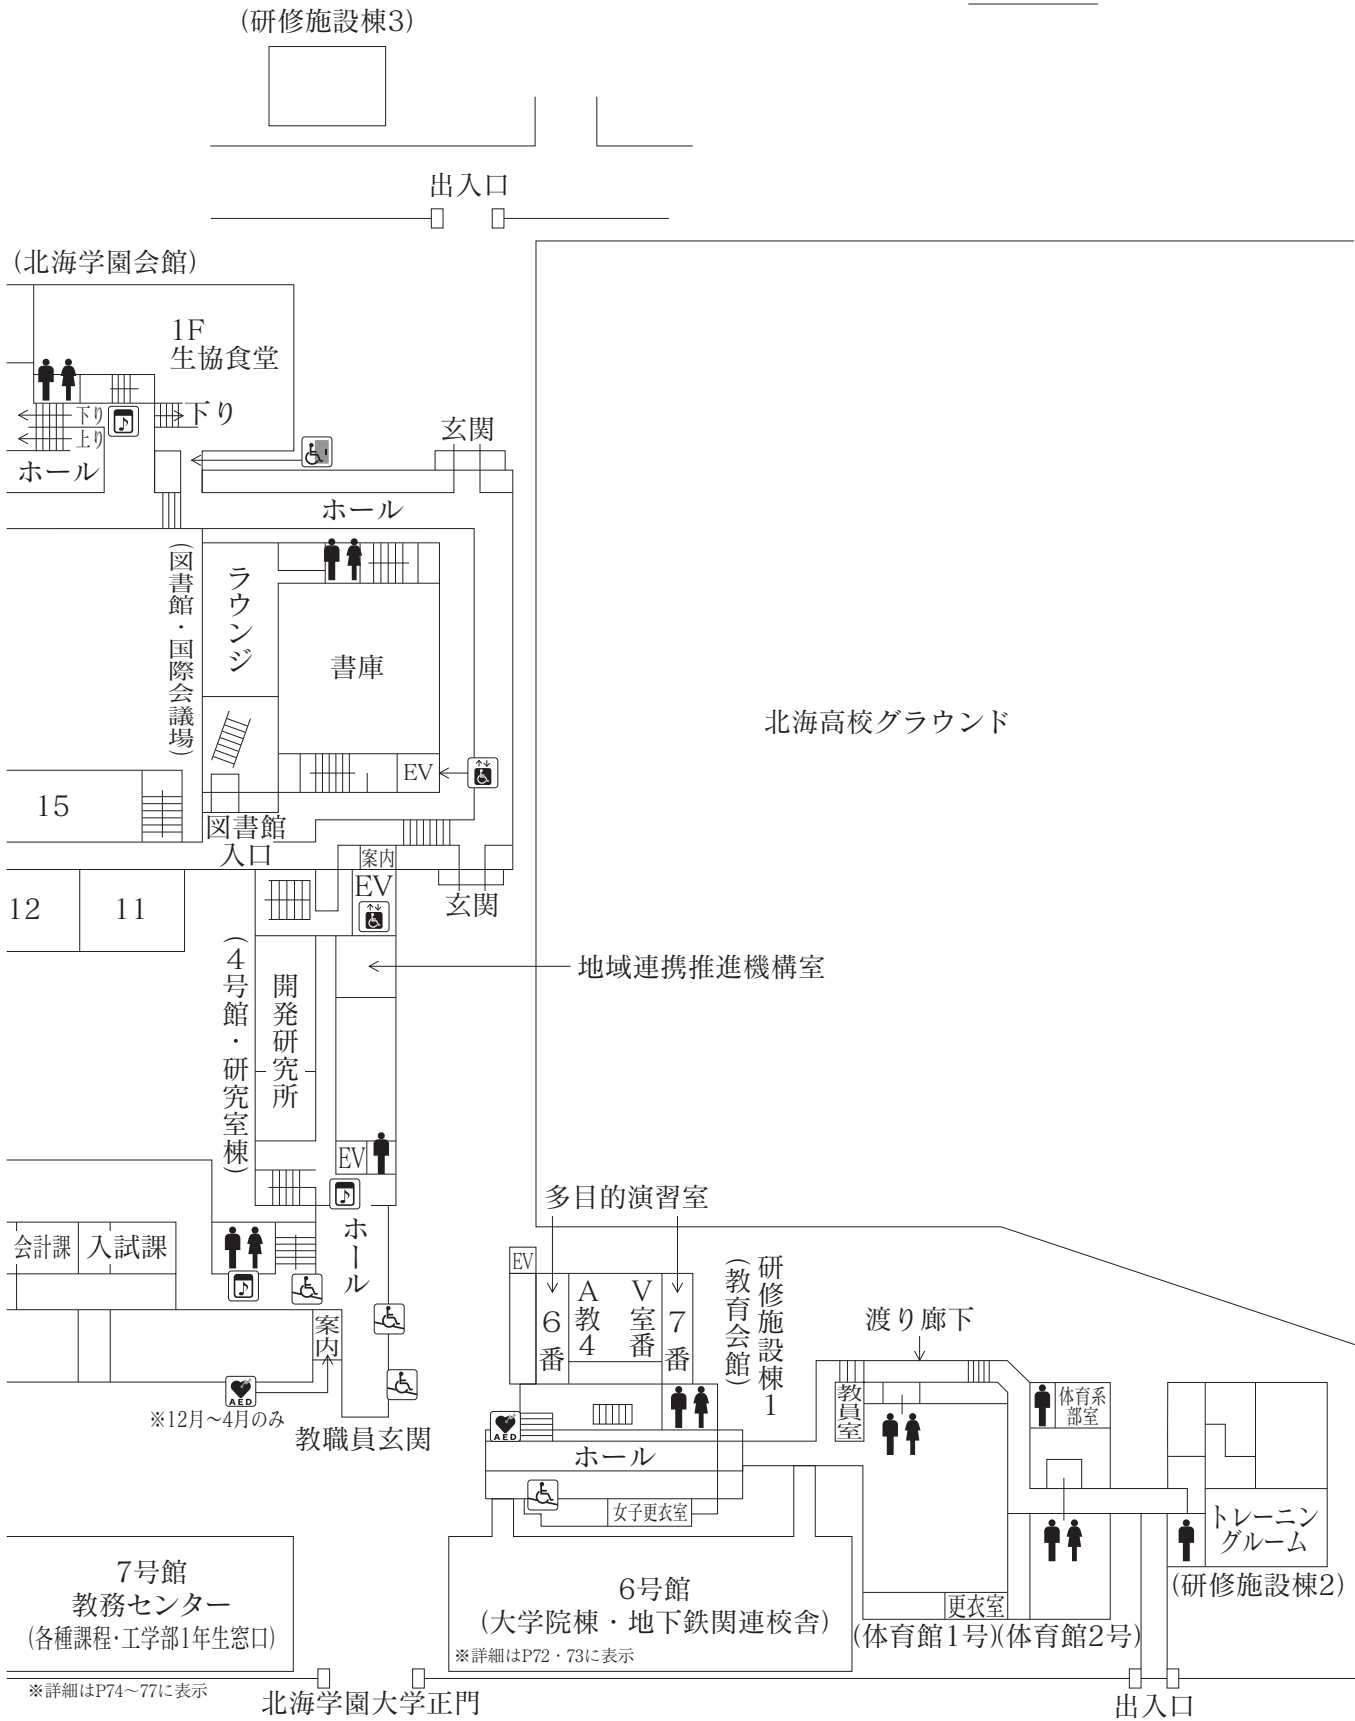 (研修施設棟3)
出入口
(北海学園会館)
1F
生協食堂
下り
下り
上り
玄関
ホール
ホール
(図書館・国際会議場)
ラウンジ
書庫
北海高校グラウンド
EV
15
図書館
入口
案内
EV
12
11
玄関
地域連携推進機構室
(4号館・研究室棟)
開発研究所
EV
多目的演習室
会計課
入試課
ホール
EV
6番
A教4
V室番
7番
研修施設棟1
(教育会館)
渡り廊下
案内
AED
※12月～4月のみ
教職員玄関
教員室
体育系
部室
AED
ホール
女子更衣室
トレーニン
グルーム
7号館
教務センター
(各種課程・工学部1年生窓口)
6号館
(大学院棟・地下鉄関連校舎)
※詳細はP72・73に表示
更衣室
(体育館1号)
(体育館2号)
(研修施設棟2)
※詳細はP74～77に表示
北海学園大学正門
出入口